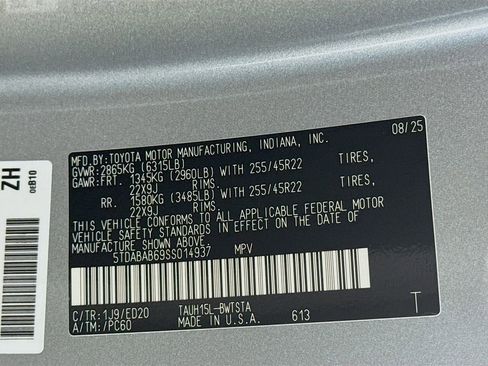 MFD.BY:TOYOTA MOTOR MANUFACTURING, INDIANA, INC. 08/25
GVWR:2865KG (6315LB)
GAWR:FRT. 1345KG (2960LB) WITH 255/45R22 TIRES,
22X9J RIMS.
RR. 1580KG (3485LB) WITH 255/45R22 TIRES,
22X9J RIMS.
THIS VEHICLE CONFORMS TO ALL APPLICABLE FEDERAL MOTOR
VEHICLE SAFETY STANDARDS IN EFFECT ON THE DATE OF
MANUFACTURE SHOWN ABOVE.
5TDABAB69SS014937 MPV
C/TR:1J9/ED20 TAUH15L-BWTSTA
A/TM:/PC60 MADE IN U.S.A. 613 T
ZH
0EB10